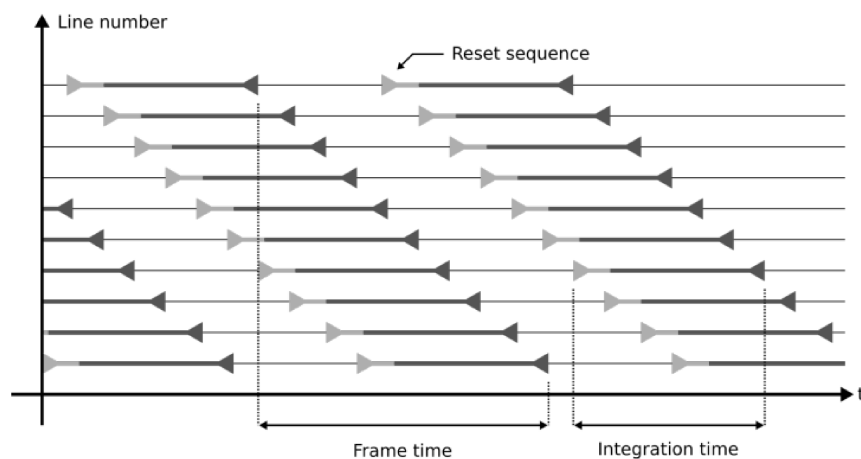 Line number
Reset sequence
t
Frame time
Integration time